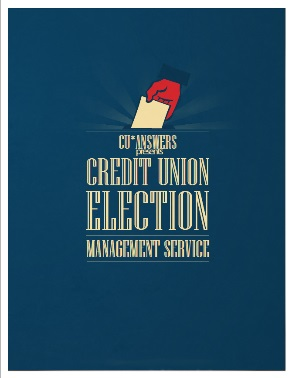 CU*ANSWERS
presents
CREDIT UNION
ELECTION
MANAGEMENT SERVICE